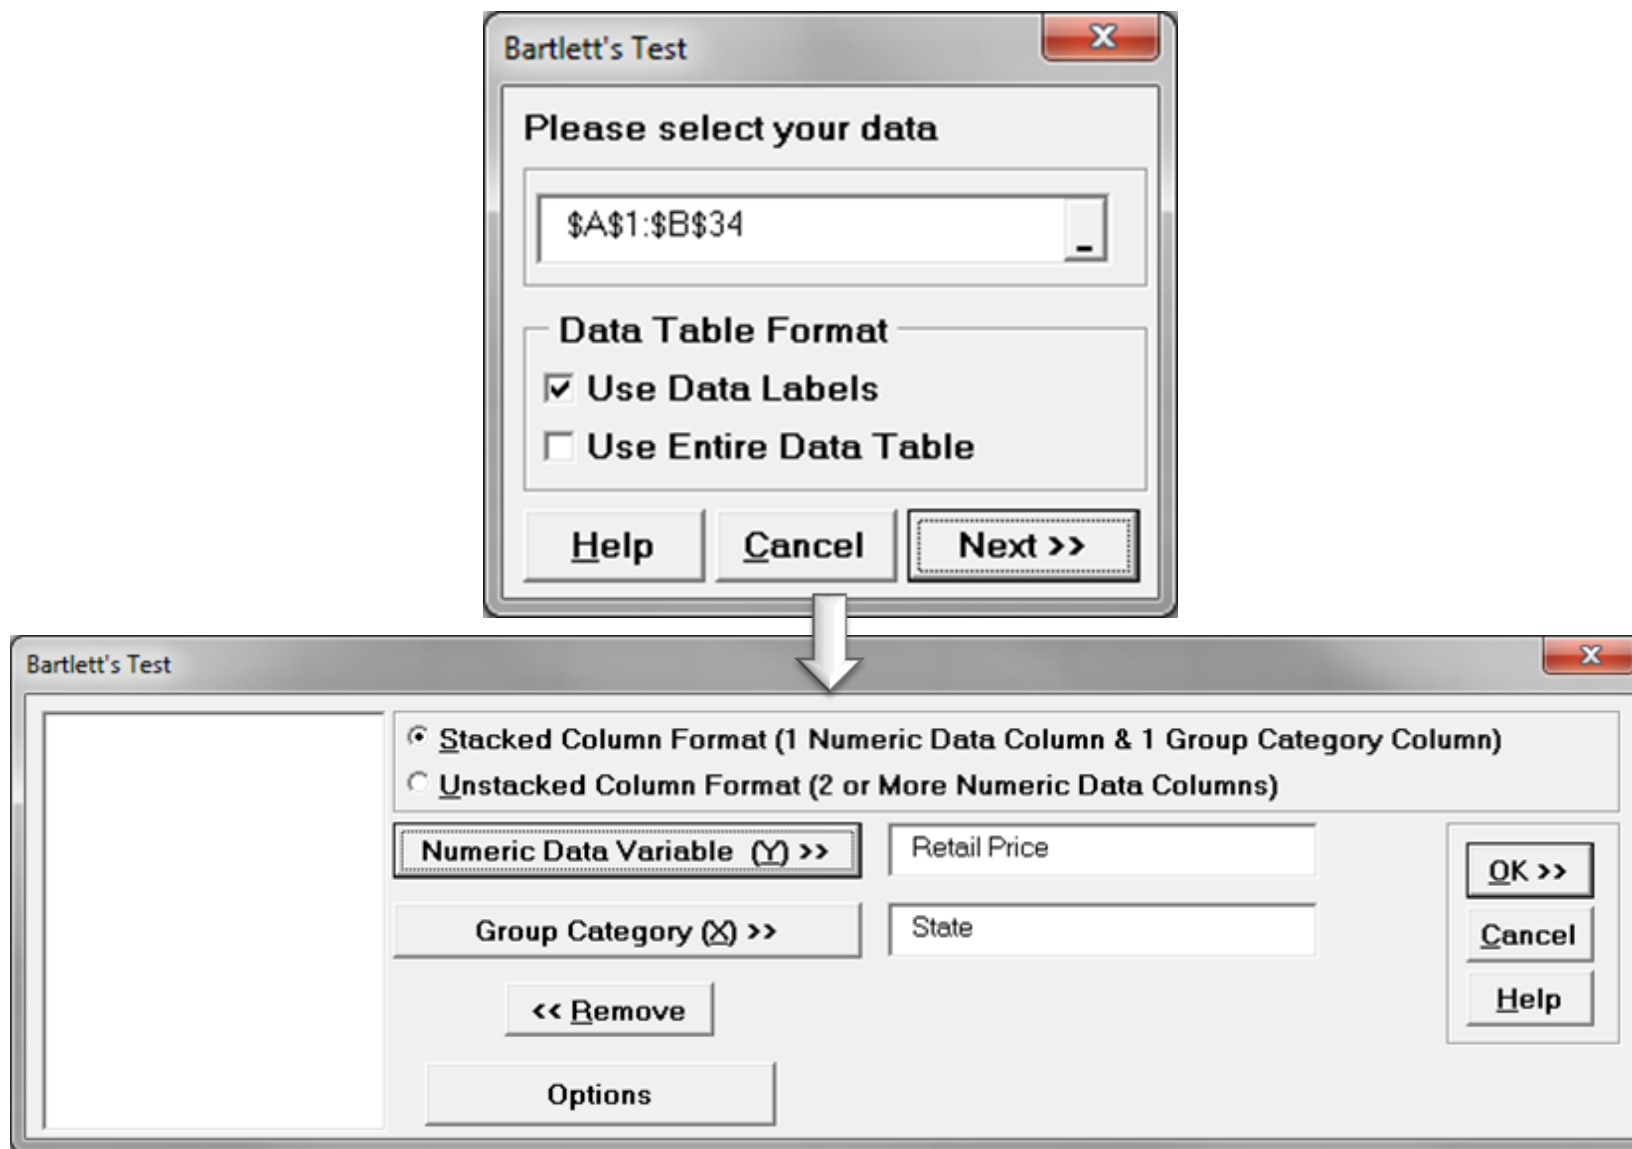 Bartlett's Test
x
Please select your data
$A$1:$B$34
Data Table Format
Use Data Labels
Use Entire Data Table
Help Cancel Next >>
Bartlett's Test
x
Stacked Column Format (1 Numeric Data Column & 1 Group Category Column)
Unstacked Column Format (2 or More Numeric Data Columns)
Numeric Data Variable (Y) >> Retail Price
OK >>
Group Category (X) >> State
Cancel
<< Remove
Help
Options